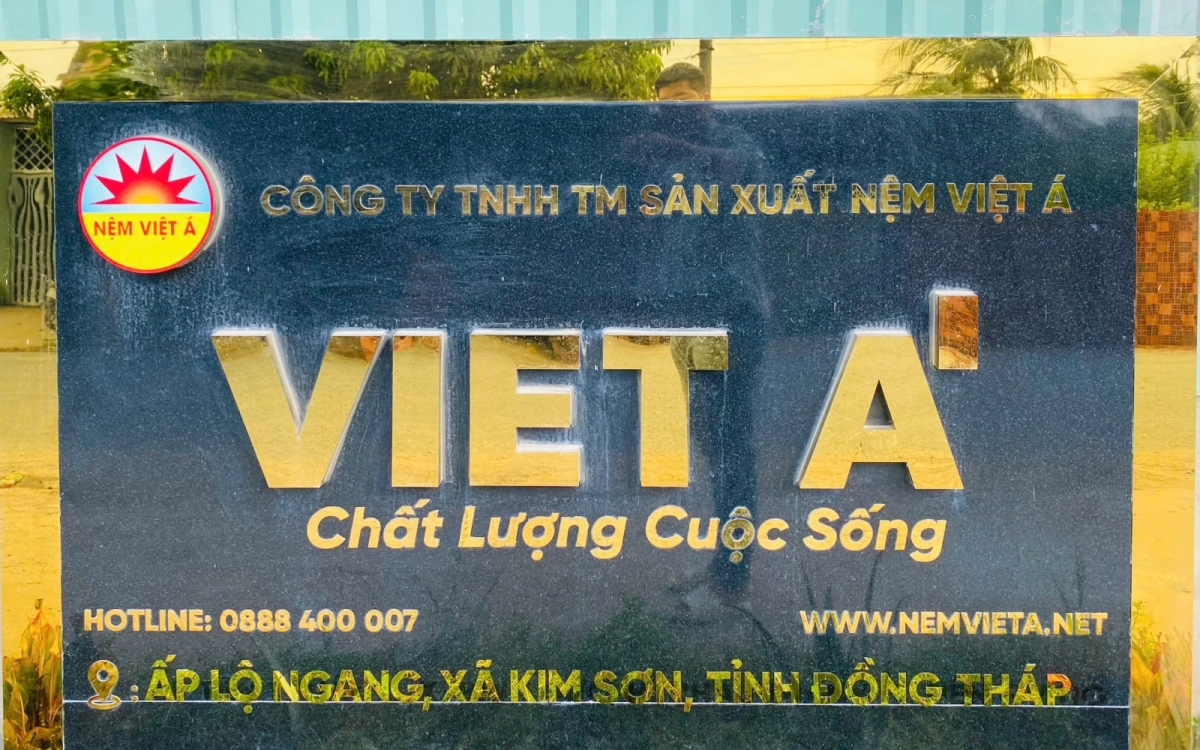 NỆM VIỆT Á
CÔNG TY TNHH TM SẢN XUẤT NỆM VIỆT Á
VIET Á
Chất Lượng Cuộc Sống
HOTLINE: 0888 400 007
WWW.NEMVIETA.NET
: ẤP LỘ NGANG, XÃ KIM SƠN, TỈNH ĐỒNG THÁP